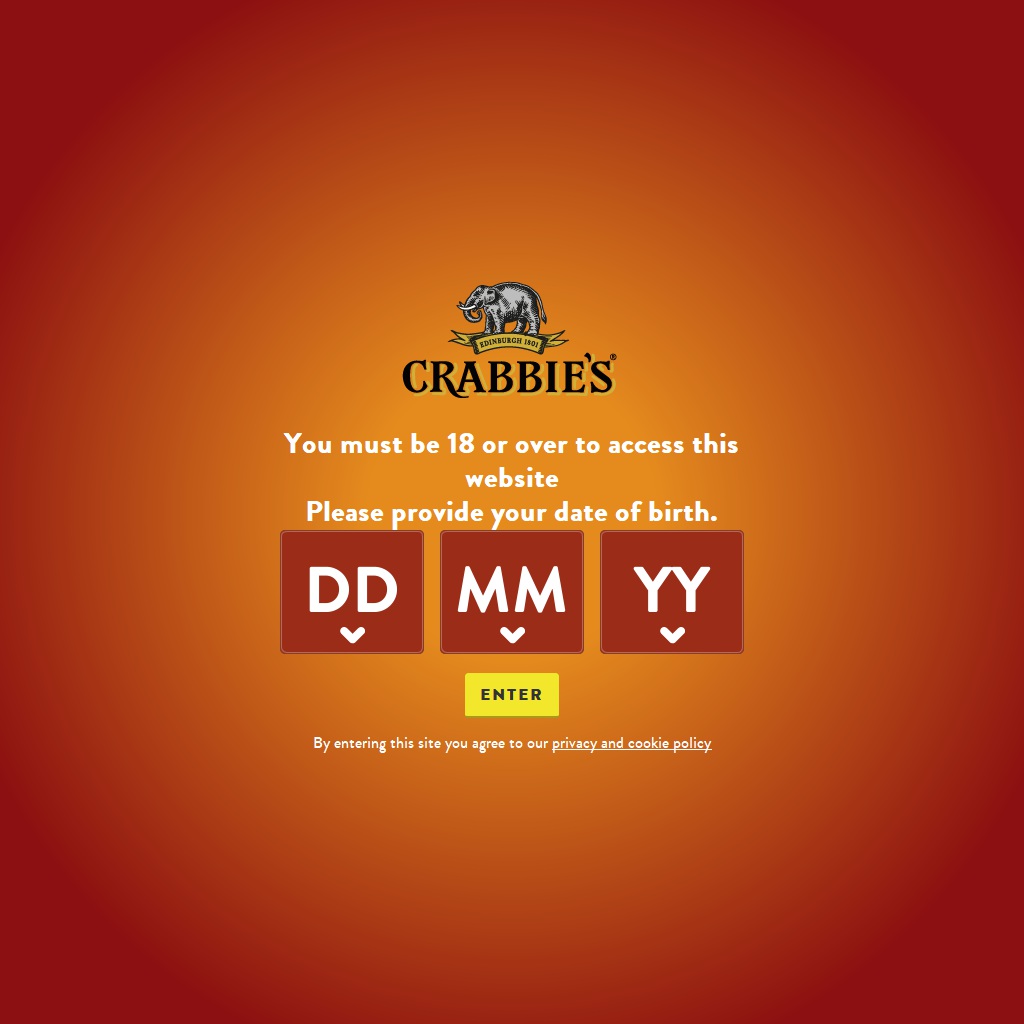 EDINBURGH 1801
CRABBIE'S®
You must be 18 or over to access this
website
Please provide your date of birth.
DD MM YY
ENTER
By entering this site you agree to our privacy and cookie policy